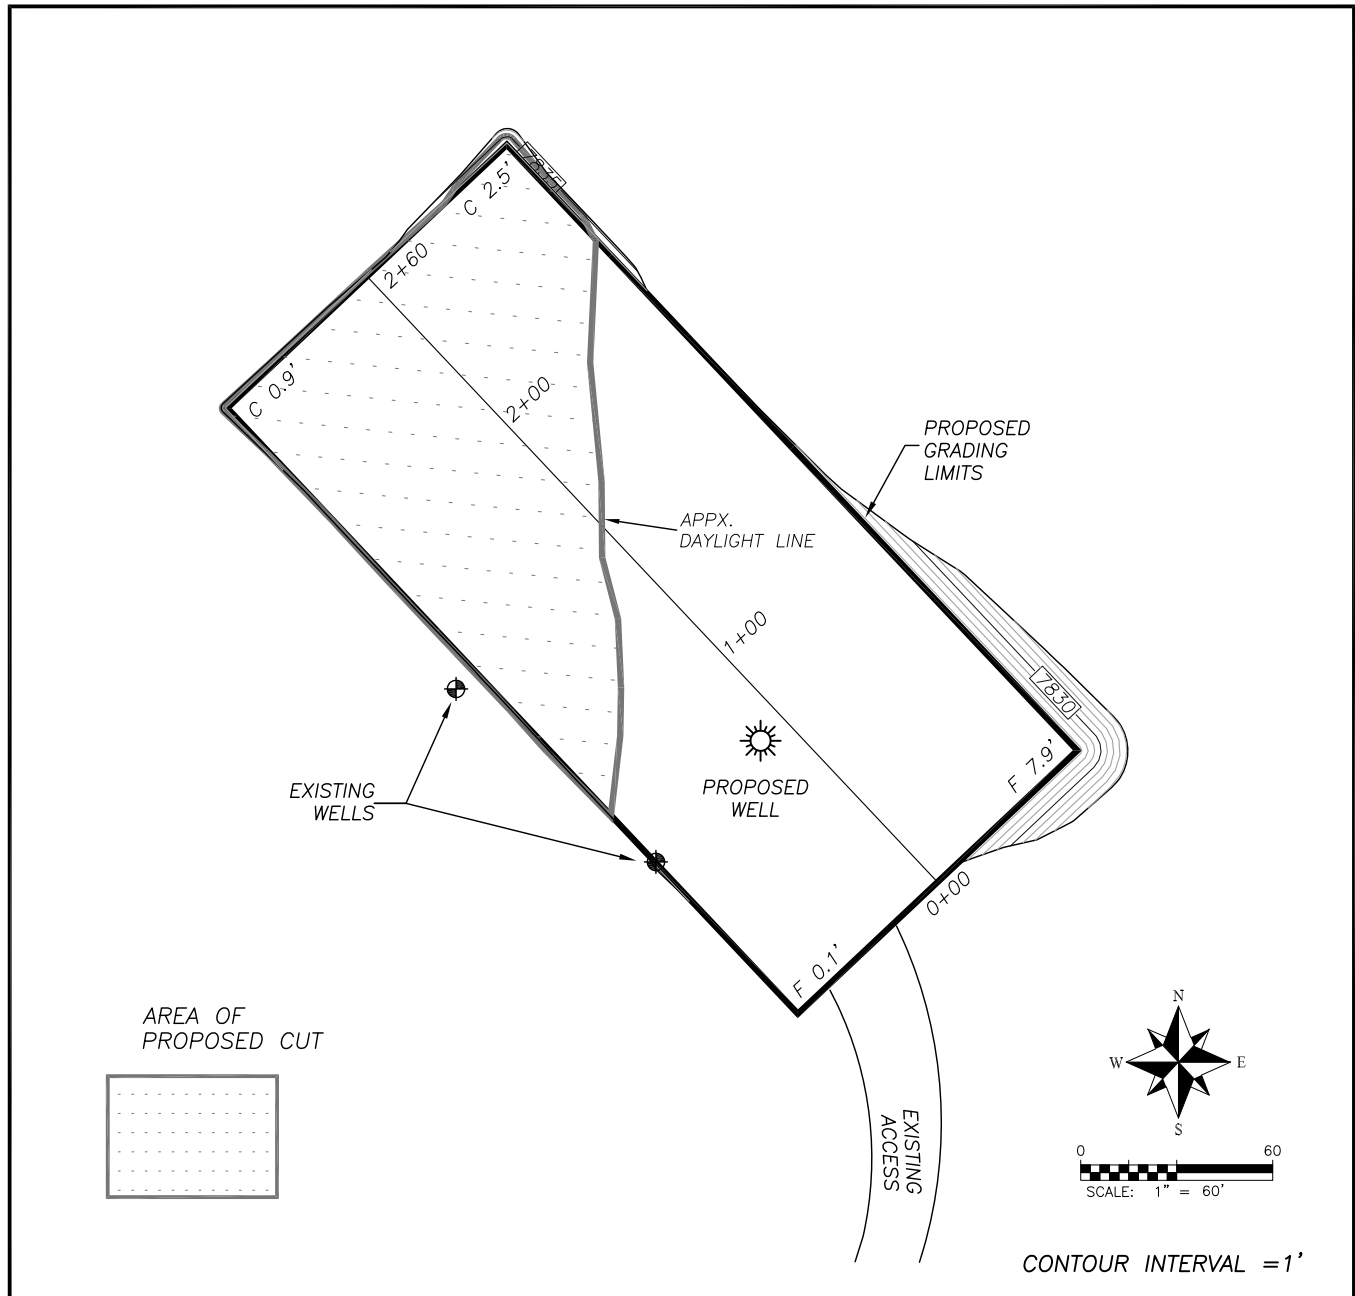 7835
C 2.5'
2+60
C 0.9'
2+00
PROPOSED
GRADING
LIMITS
APPX.
DAYLIGHT LINE
1+00
7830
F 7.9'
EXISTING
WELLS
PROPOSED
WELL
0+00
F 0.1'
AREA OF
PROPOSED CUT
N
W
E
S
EXISTING
ACCESS
0
60
SCALE: 1" = 60'
CONTOUR INTERVAL =1'